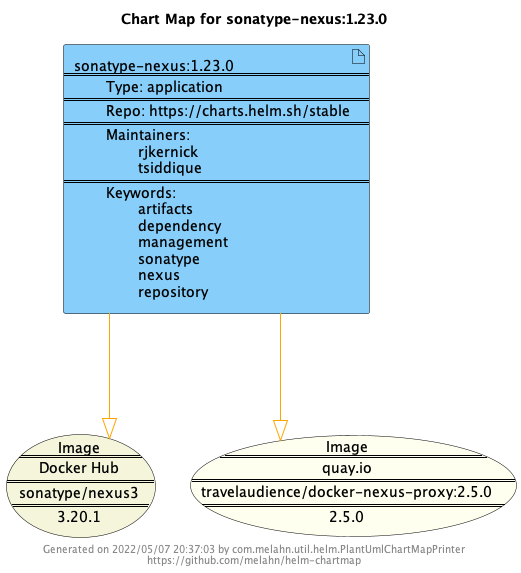 Chart Map for sonatype-nexus:1.23.0
sonatype-nexus:1.23.0
Type: application
Repo: https://charts.helm.sh/stable
Maintainers:
rjkernick
tsiddique
Keywords:
artifacts
dependency
management
sonatype
nexus
repository
Image
Docker Hub
sonatype/nexus3
3.20.1
Image
quay.io
travelaudience/docker-nexus-proxy:2.5.0
2.5.0
Generated on 2022/05/07 20:37:03 by com.melahn.util.helm.PlantUmlChartMapPrinter
https://github.com/melahn/helm-chartmap